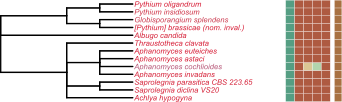 Pythium oligandrum
Pythium insidiosum
Globisporangium splendens
[Pythium] brassicae (nom. inval.)
Albugo candida
Thraustotheca clavata
Aphanomyces euteiches
Aphanomyces astaci
Aphanomyces cochlioides
Aphanomyces invadans
Saprolegnia parasitica CBS 223.65
Saprolegnia diclina VS20
Achlya hypogyna